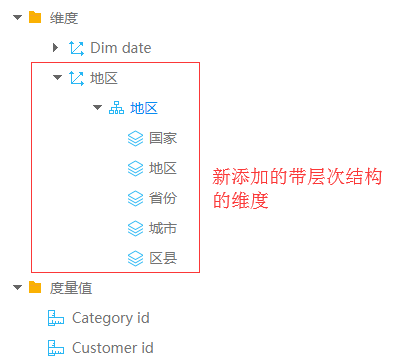 维度
Dim date
地区
地区
国家
地区
省份
城市
区县
新添加的带层次结构
的维度
度量值
Category id
Customer id